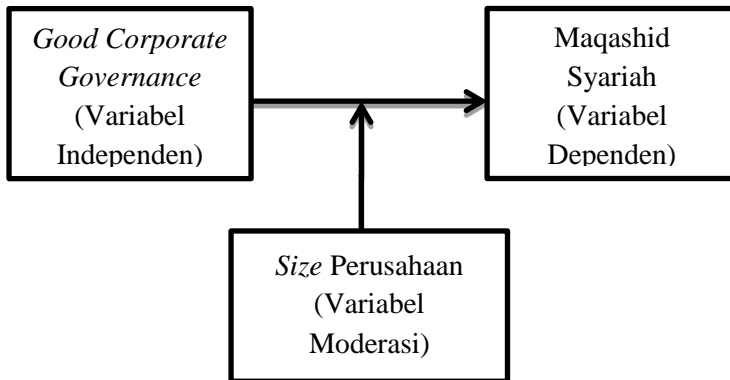 Good Corporate
Governance
(Variabel
Independen)
Maqashid
Syariah
(Variabel
Dependen)
Size Perusahaan
(Variabel
Moderasi)